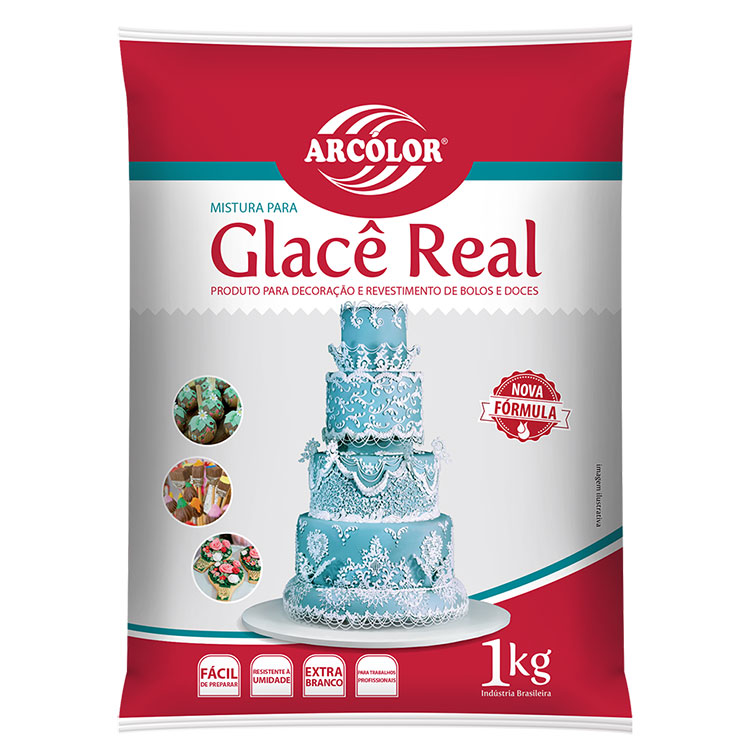 ARCÓLOR®
MISTURA PARA
Glacê Real
PRODUTO PARA DECORAÇÃO E REVESTIMENTO DE BOLOS E DOCES
NOVA
FÓRMULA
imagem ilustrativa
FÁCIL
DE PREPARAR
RESISTENTE À
UMIDADE
EXTRA
BRANCO
PARA TRABALHOS
PROFISSIONAIS
1kg
Indústria Brasileira